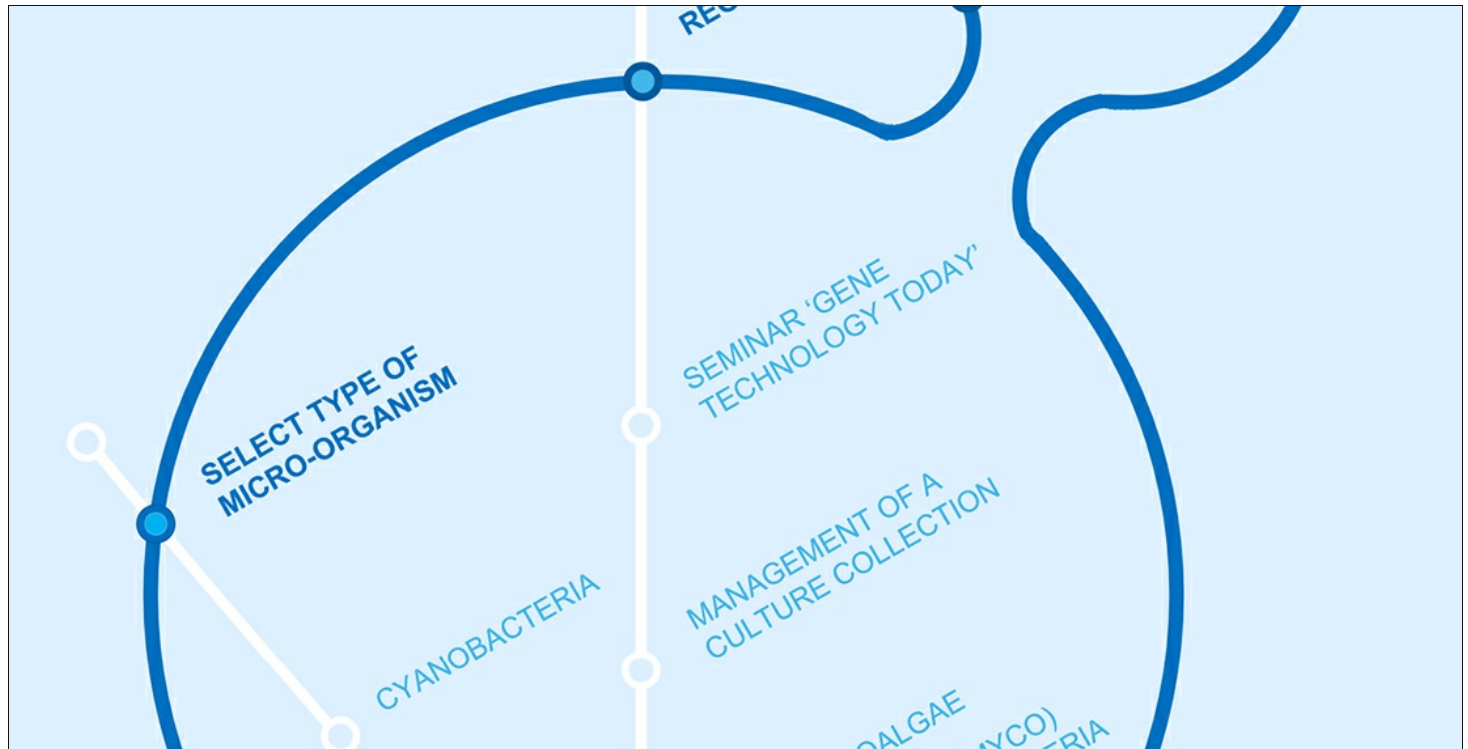 SEMINAR ‘GENE
TECHNOLOGY TODAY’
SELECT TYPE OF
MICRO-ORGANISM
MANAGEMENT OF A
CULTURE COLLECTION
CYANOBACTERIA